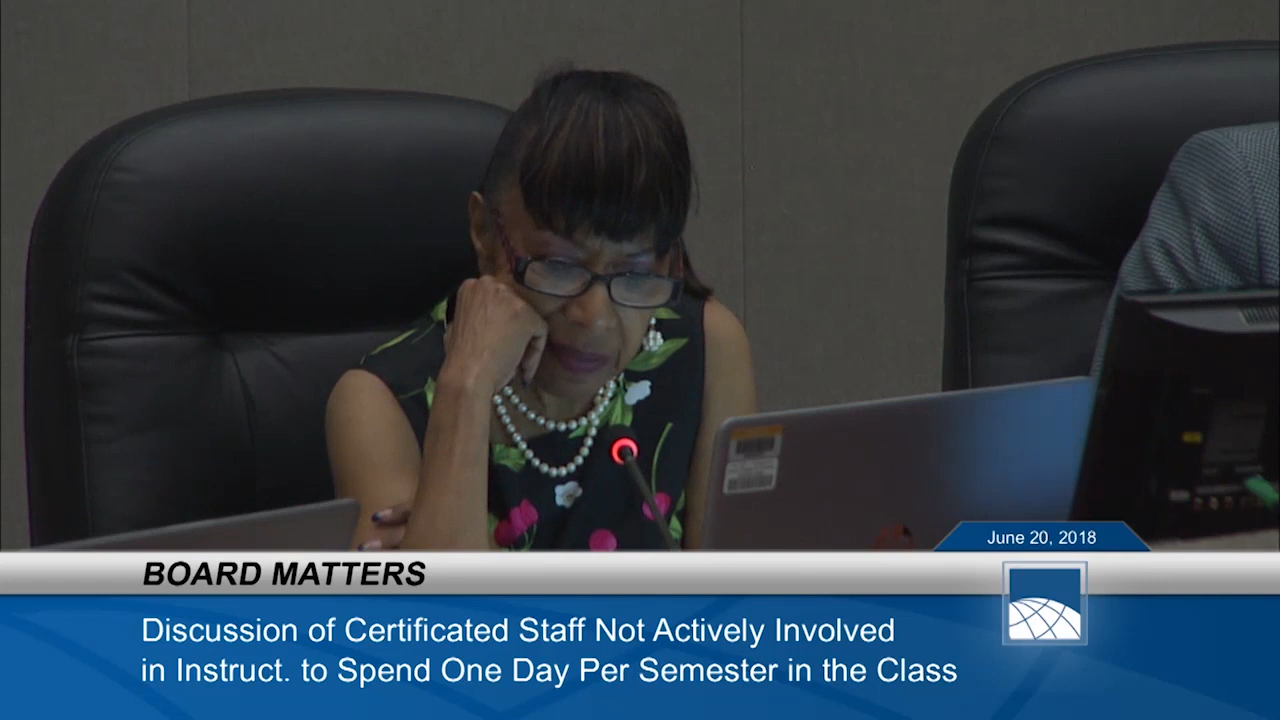 June 20, 2018
BOARD MATTERS
Discussion of Certificated Staff Not Actively Involved
in Instruct. to Spend One Day Per Semester in the Class